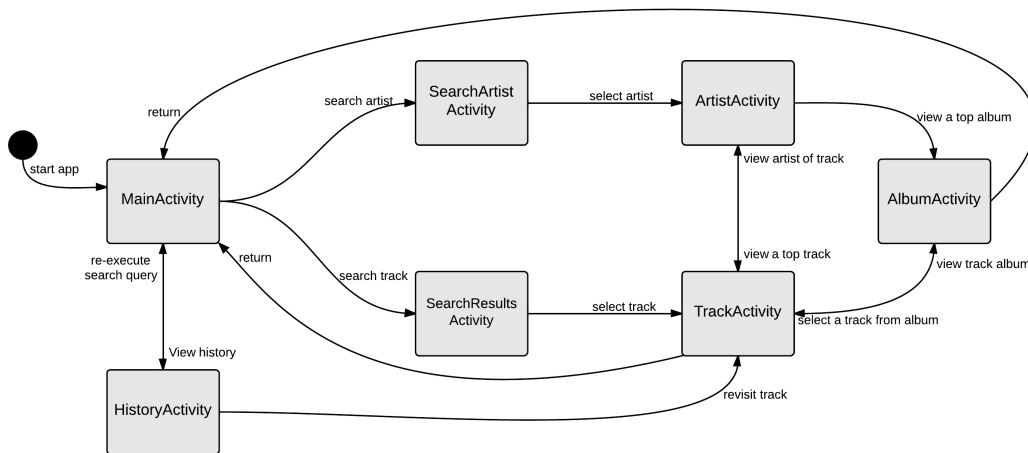 SearchArtist
Activity
ArtistActivity
search artist
select artist
return
view a top album
start app
view artist of track
MainActivity
AlbumActivity
re-execute
search query
return
view a top track
view track album
search track
SearchResults
Activity
select track
TrackActivity
select a track from album
View history
HistoryActivity
revisit track